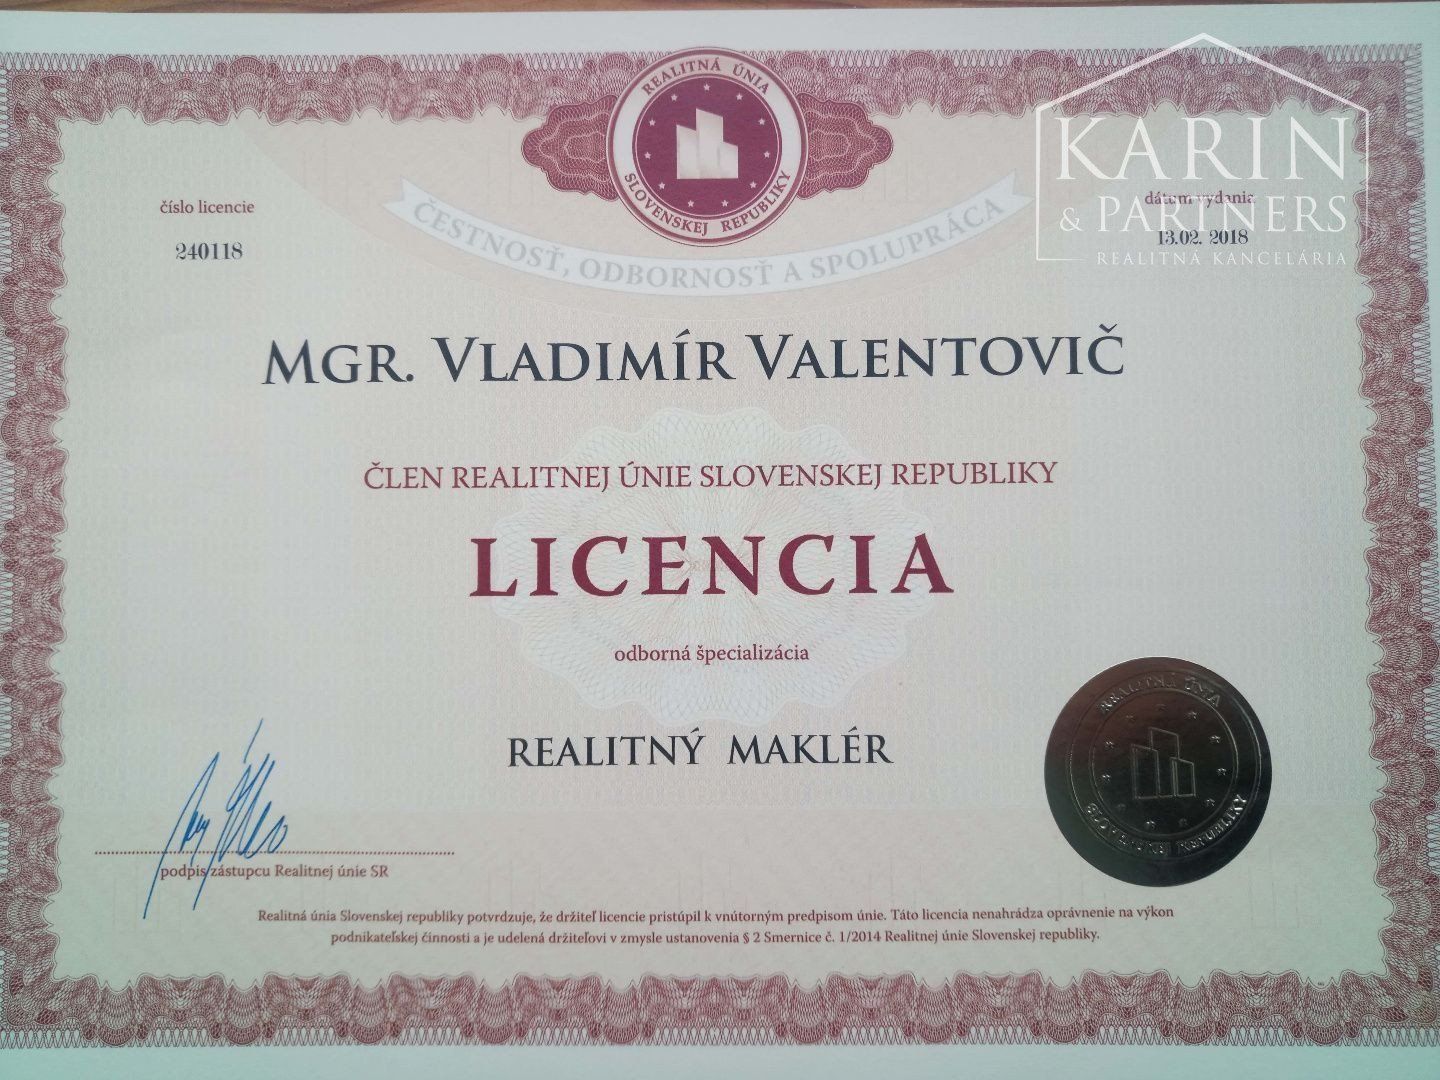 REALITNÁ ÚNIA
SLOVENSKEJ REPUBLIKY
KARIN
& PARTNERS
REALITNÁ KANCELÁRIA
číslo licencie
240118
dátum vydania
13.02. 2018
ČESTNOSŤ, ODBORNOSŤ A SPOLUPRÁCA
MGR. VLADIMÍR VALENTOVIČ
ČLEN REALITNEJ ÚNIE SLOVENSKEJ REPUBLIKY
LICENCIA
odborná špecializácia
REALITNÝ MAKLÉR
REALITNÁ ÚNIA
SLOVENSKEJ REPUBLIKY
podpis zástupcu Realitnej únie SR
Realitná únia Slovenskej republiky potvrdzuje, že držiteľ licencie pristúpil k vnútorným predpisom únie. Táto licencia nenahrádza oprávnenie na výkon
podnikateľskej činnosti a je udelená držiteľovi v zmysle ustanovenia § 2 Smernice č. 1/2014 Realitnej únie Slovenskej republiky.